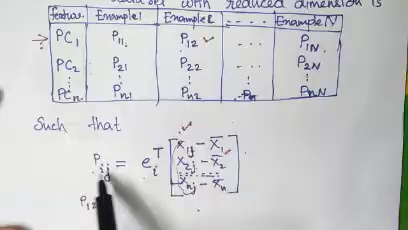 with reduced dimension is
feature. Example1 Example2 - - - - Example N
PC1 P11 P12 ✓ - - - P1N
PC2 P21 P22 - - - P2N
⋮ ⋮ ⋮ ⋮
PCn Pn1 Pn2 PnN
Such that
Pij = ei^T [ x1j - x̄1
x2j - x̄2
- - - -
xnj - x̄n ]
P12